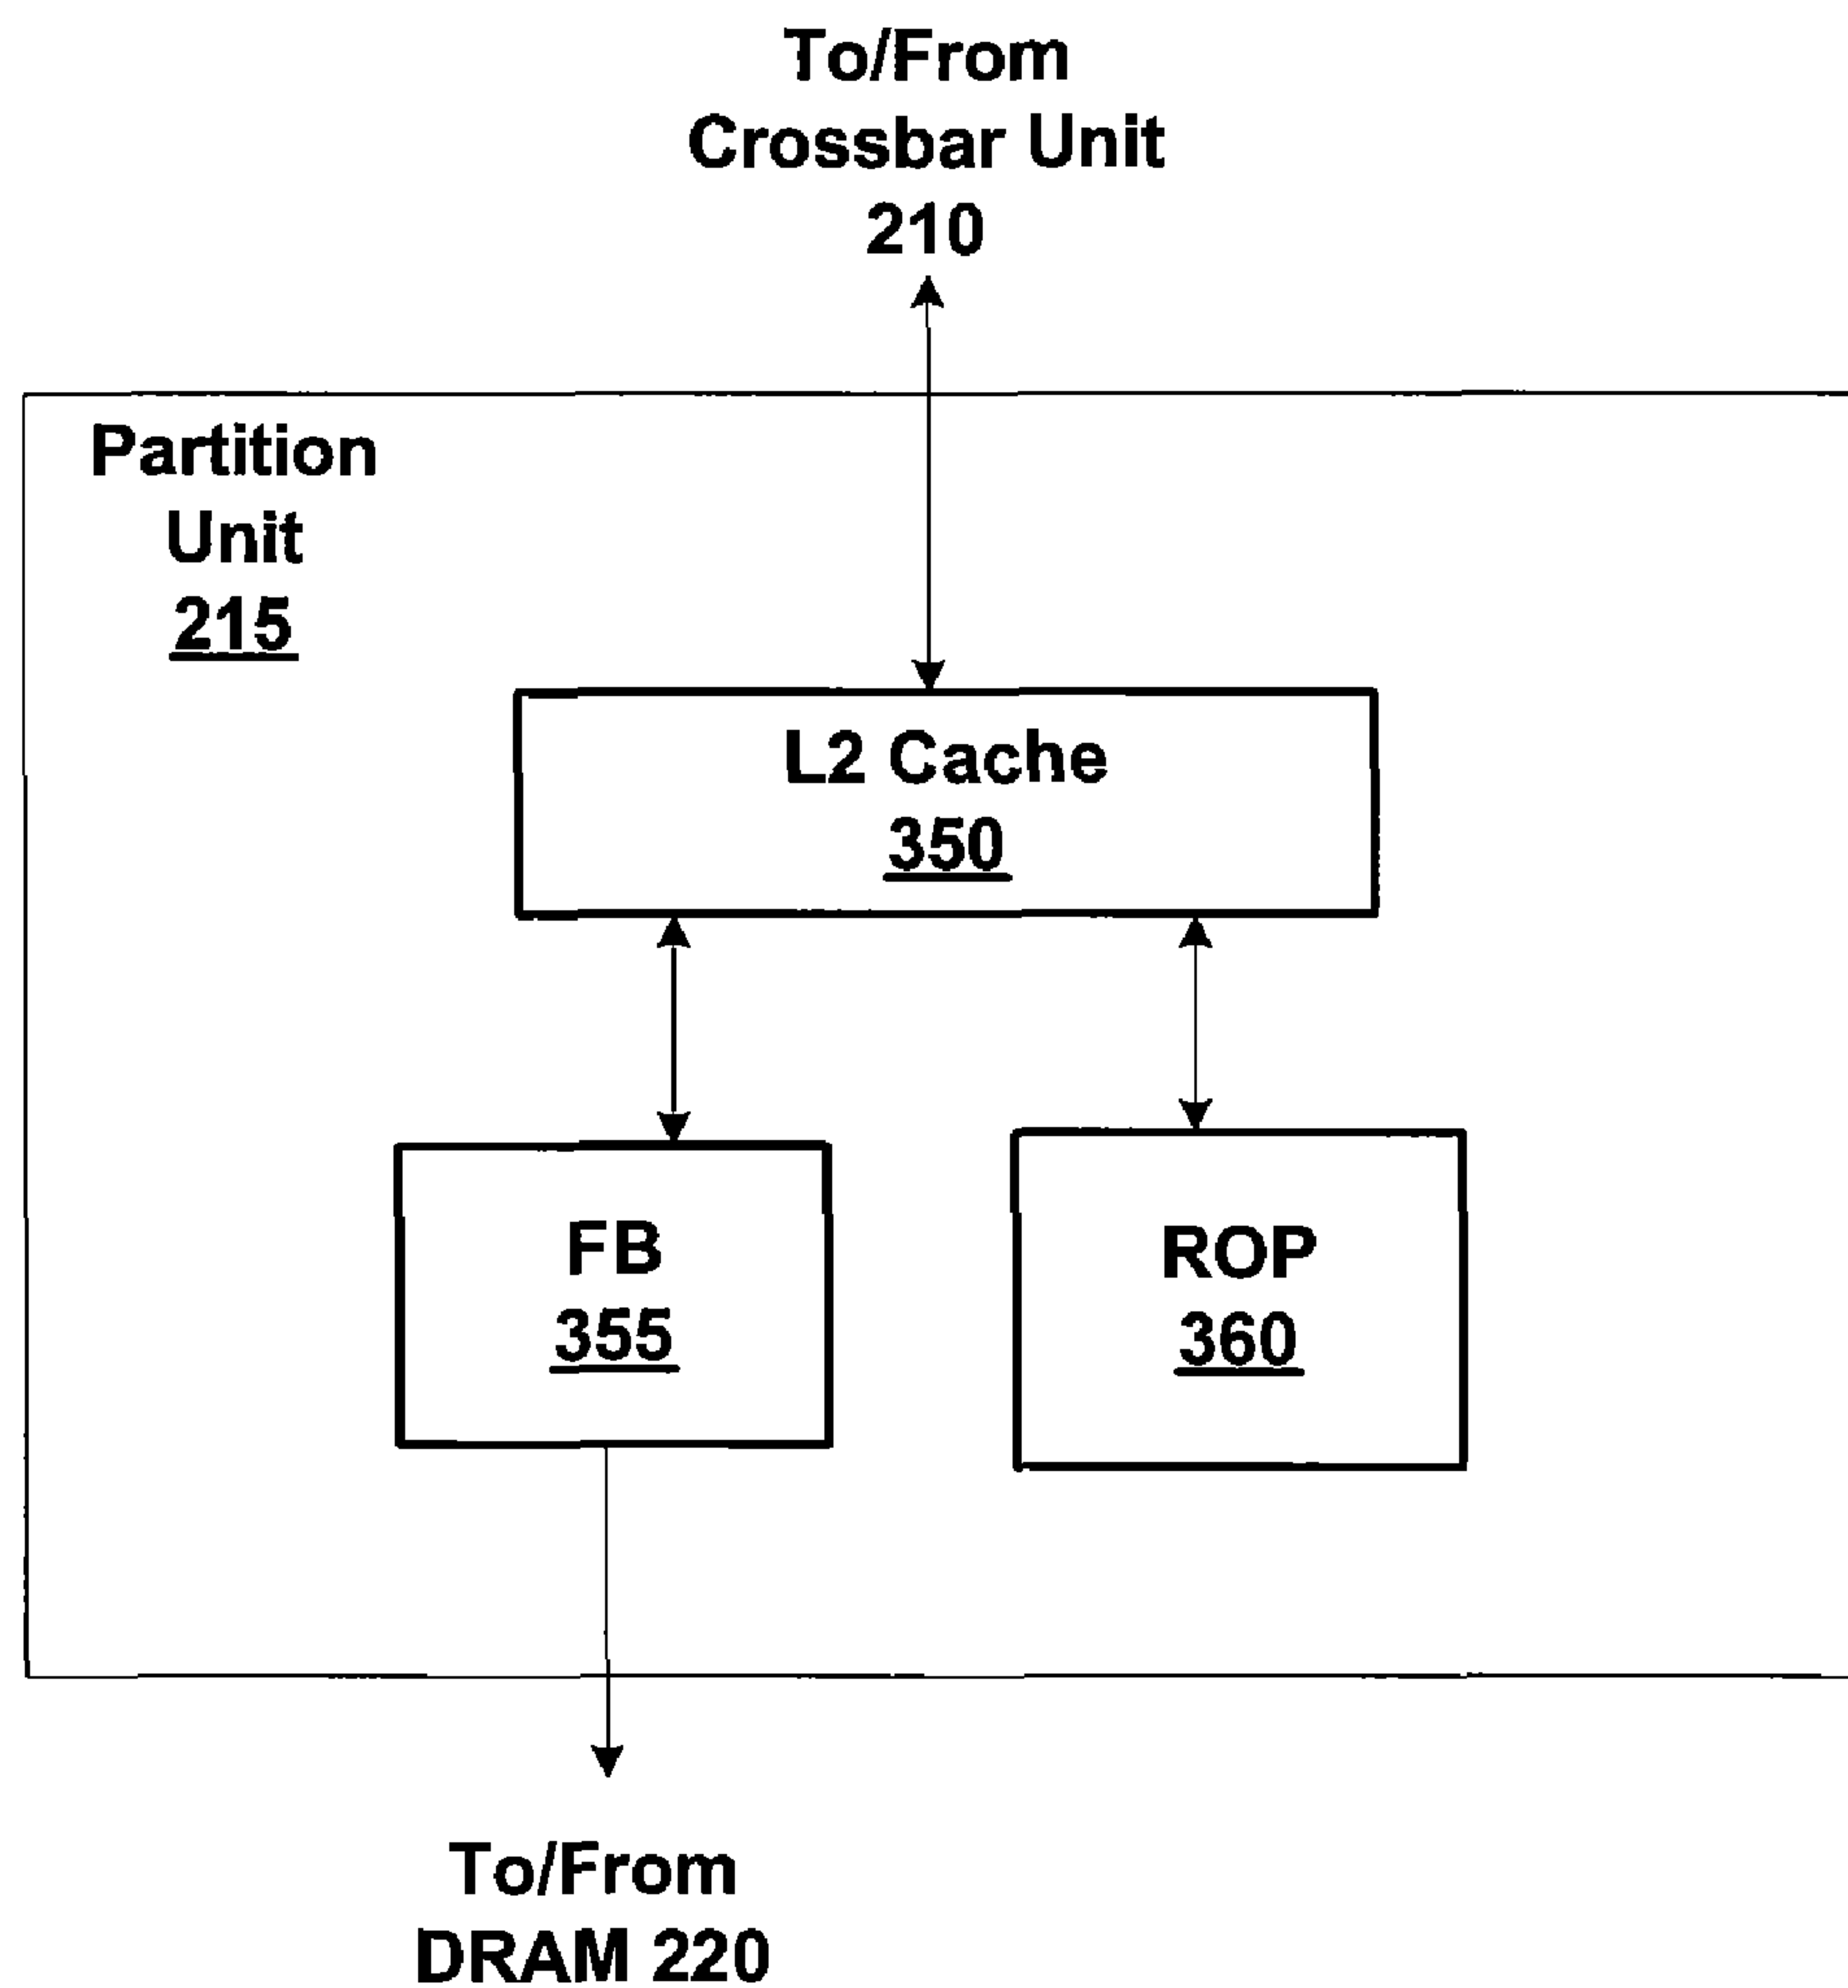 To/From
Crossbar Unit
210
Partition
Unit
215
L2 Cache
350
FB
355
ROP
360
To/From
DRAM 220